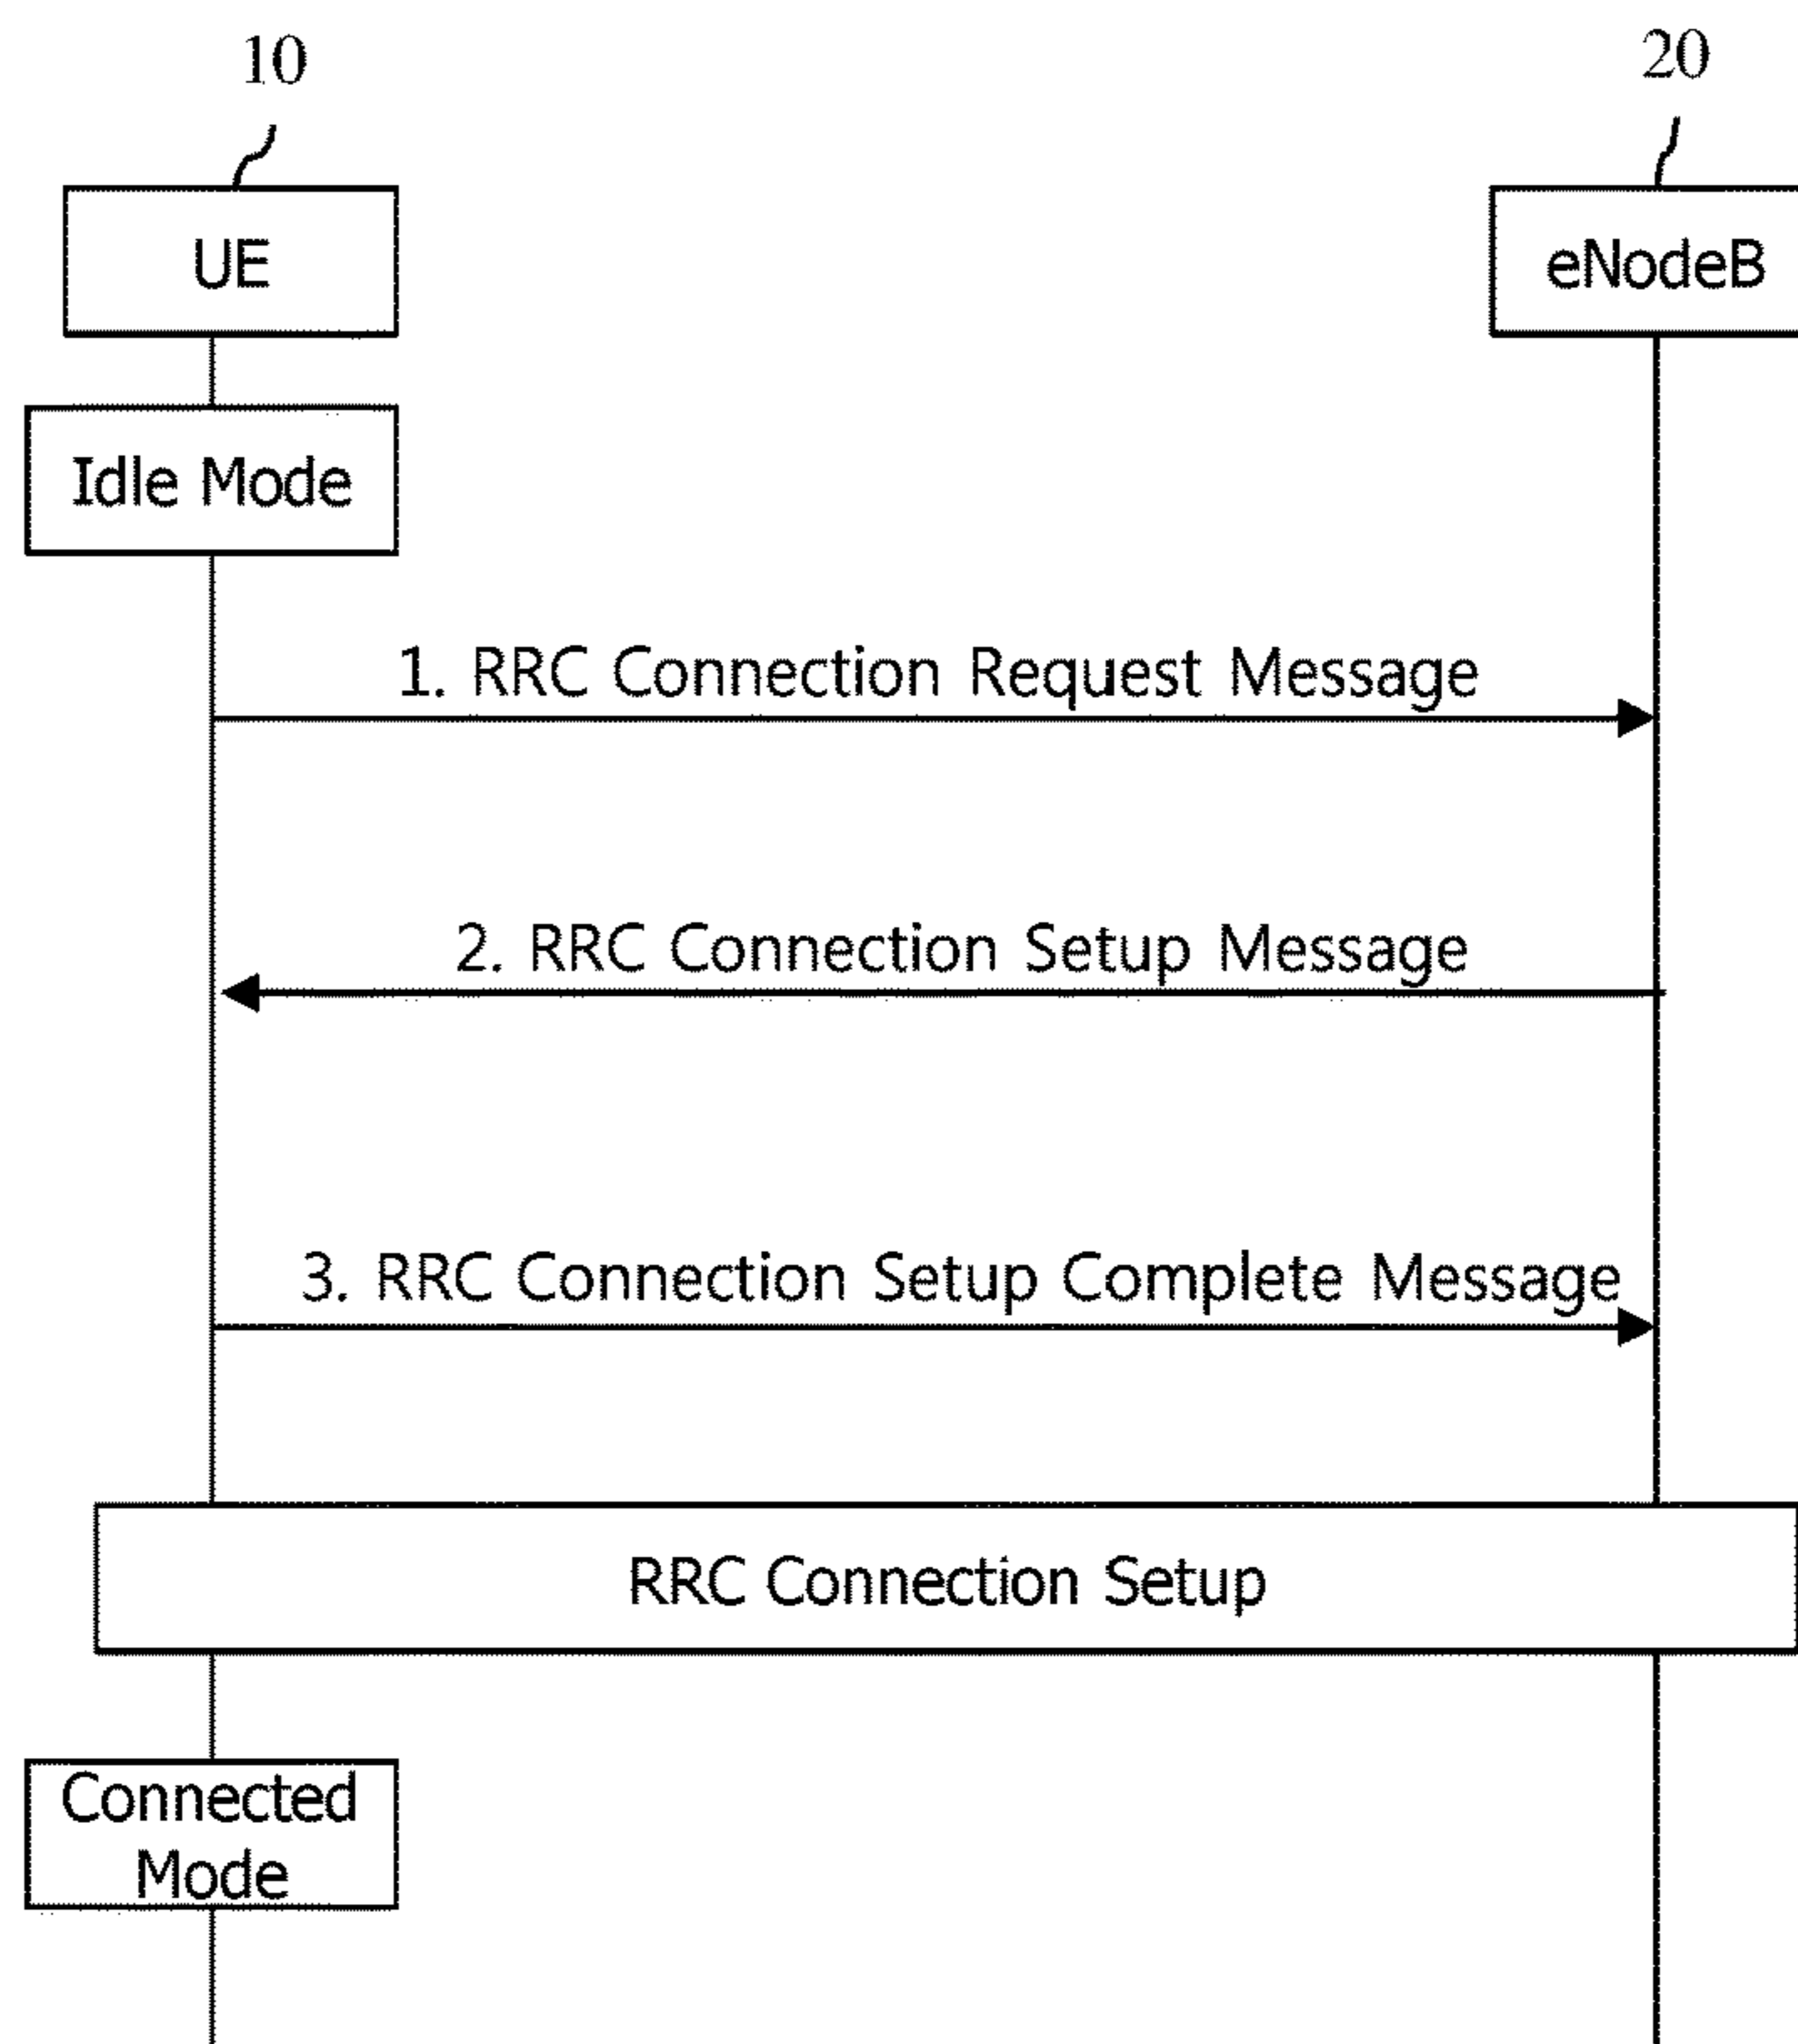 10
20
UE
eNodeB
Idle Mode
1. RRC Connection Request Message
2. RRC Connection Setup Message
3. RRC Connection Setup Complete Message
RRC Connection Setup
Connected
Mode